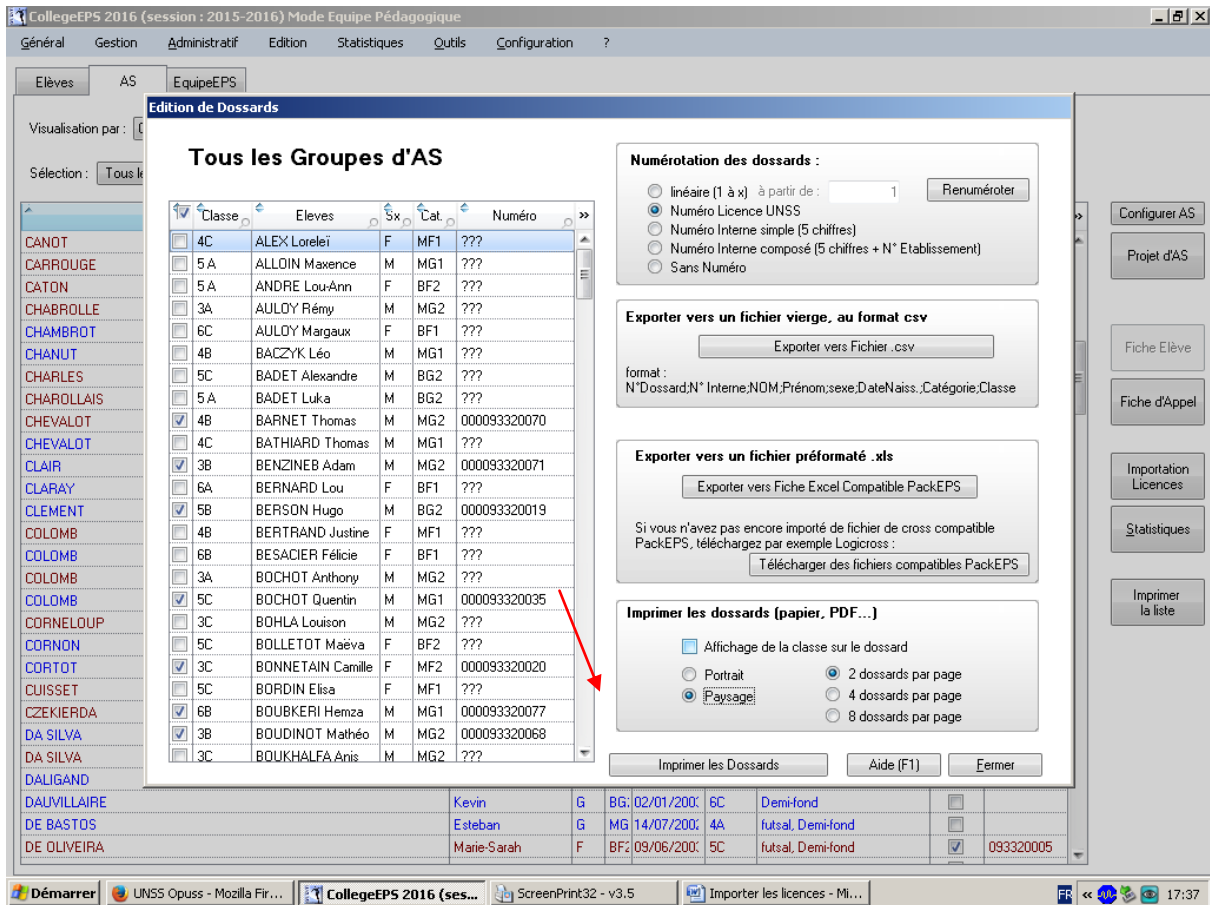 CollegeEPS 2016 (session : 2015-2016) Mode Equipe Pédagogique
Général Gestion Administratif Edition Statistiques Outils Configuration ?
Elèves AS EquipeEPS
Edition de Dossards
Visualisation par :
Sélection : Tous le
Tous les Groupes d'AS
Classe Eleves Sx Cat. Numéro »
4C ALEX Loreleï F MF1 ???
5A ALLOIN Maxence M MG1 ???
5A ANDRE Lou-Ann F BF2 ???
3A AULOY Rémy M MG2 ???
6C AULOY Margaux F BF1 ???
4B BACZYK Léo M MG1 ???
5C BADET Alexandre M BG2 ???
5A BADET Luka M BG2 ???
4B BARNET Thomas M MG2 000093320070
4C BATHIARD Thomas M MG1 ???
3B BENZINEB Adam M MG2 000093320071
6A BERNARD Lou F BF1 ???
5B BERSON Hugo M BG2 000093320019
4B BERTRAND Justine F MF1 ???
6B BESACIER Félicie F BF1 ???
3A BOCHOT Anthony M MG2 ???
5C BOCHOT Quentin M MG1 000093320035
3C BOHLA Louison M MG2 ???
5C BOLLETOT Maëva F BF2 ???
3C BONNETAIN Camille F MF2 000093320020
5C BORDIN Elisa F MF1 ???
6B BOUBKERI Hemza M MG1 000093320077
3B BOUDINOT Mathéo M MG2 000093320068
3C BOUKHALFA Anis M MG2 ???
Numérotation des dossards :
linéaire (1 à x) à partir de : 1 Renuméroter
Numéro Licence UNSS
Numéro Interne simple (5 chiffres)
Numéro Interne composé (5 chiffres + N° Etablissement)
Sans Numéro
Exporter vers un fichier vierge, au format csv
Exporter vers Fichier .csv
format :
N°Dossard;N° Interne;NOM;Prénom;sexe;DateNaiss.;Catégorie;Classe
Exporter vers un fichier préformaté .xls
Exporter vers Fiche Excel Compatible PackEPS
Si vous n'avez pas encore importé de fichier de cross compatible
PackEPS, téléchargez par exemple Logicross :
Télécharger des fichiers compatibles PackEPS
Imprimer les dossards (papier, PDF...)
Affichage de la classe sur le dossard
Portrait 2 dossards par page
Paysage 4 dossards par page
8 dossards par page
Imprimer les Dossards Aide (F1) Fermer
CANOT
CARROUGE
CATON
CHABROLLE
CHAMBROT
CHANUT
CHARLES
CHAROLLAIS
CHEVALOT
CHEVALOT
CLAIR
CLARAY
CLEMENT
COLOMB
COLOMB
COLOMB
COLOMB
CORNELOUP
CORNON
CORTOT
CUISSET
CZEKIERDA
DA SILVA
DA SILVA
DALIGAND
DAUVILLAIRE Kevin G BG 02/01/200 6C Demi-fond
DE BASTOS Esteban G MG 14/07/200 4A futsal, Demi-fond
DE OLIVEIRA Marie-Sarah F BF 09/06/200 5C futsal, Demi-fond 093320005
»
Configurer AS
Projet d'AS
Fiche Elève
Fiche d'Appel
Importation
Licences
Statistiques
Imprimer
la liste
Démarrer UNSS Opuss - Mozilla Fir... CollegeEPS 2016 (ses... ScreenPrint32 - v3.5 Importer les licences - Mi... FR « 17:37